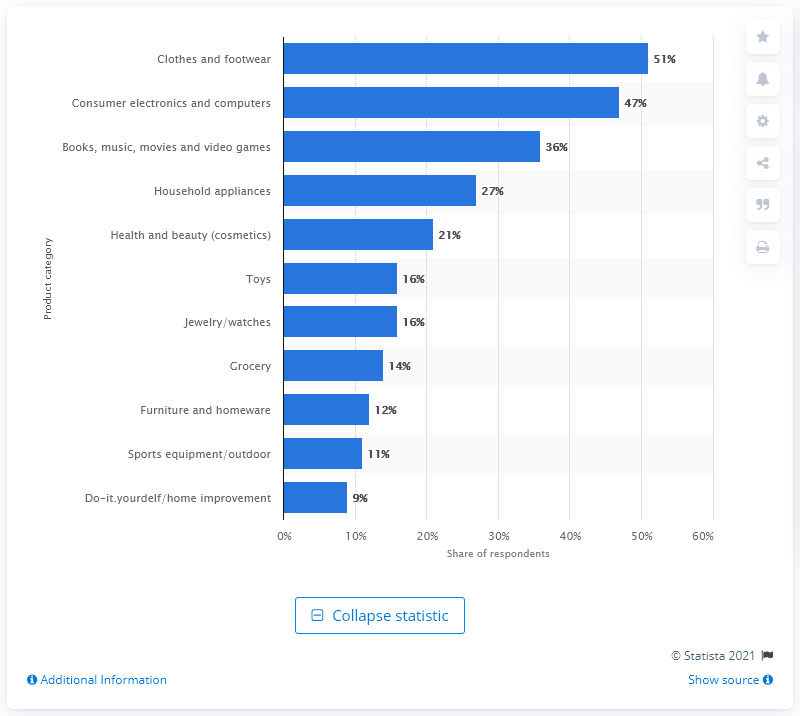 Clothes and footwear 51%
Consumer electronics and computers 47%
Books, music, movies and video games 36%
Household appliances 27%
Health and beauty (cosmetics) 21%
Product category
Toys 16%
Jewelry/watches 16%
Grocery 14%
Furniture and homeware 12%
Sports equipment/outdoor 11%
Do-it.yourdelf/home improvement 9%
0% 10% 20% 30% 40% 50% 60%
Share of respondents
Collapse statistic
© Statista 2021
Additional Information Show source